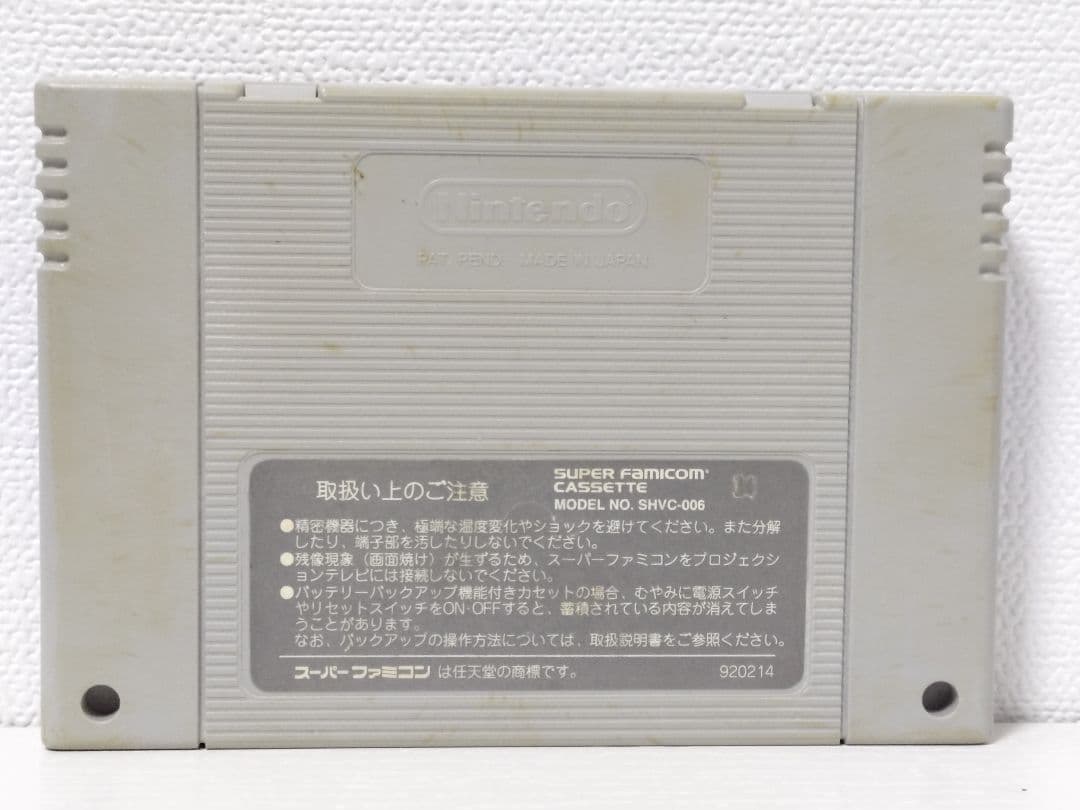 Nintendo
PAT. PEND. MADE IN JAPAN
取扱い上のご注意
SUPER FAMICOM
CASSETTE
MODEL NO. SHVC-006
●精密機器につき、極端な温度変化やショックを避けてください。また分解
したり、端子部を汚したりしないでください。
●残像現象(画面焼け)が生ずるため、スーパーファミコンをプロジェクシ
ョンテレビには接続しないでください。
●バッテリーバックアップ機能付きカセットの場合、むやみに電源スイッチ
やリセットスイッチをON・OFFすると、蓄積されている内容が消えてしま
うことがあります。
なお、バックアップの操作方法については、取扱説明書をご参照ください。
スーパーファミコン は任天堂の商標です。
920214